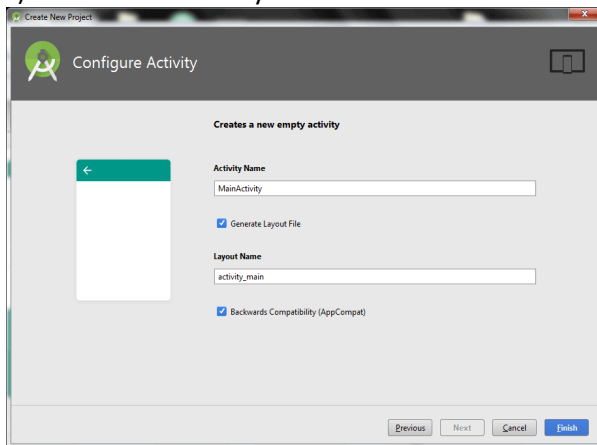 Create New Project
Configure Activity
Creates a new empty activity
Activity Name
MainActivity
Generate Layout File
Layout Name
activity_main
Backwards Compatibility (AppCompat)
Previous Next Cancel Finish